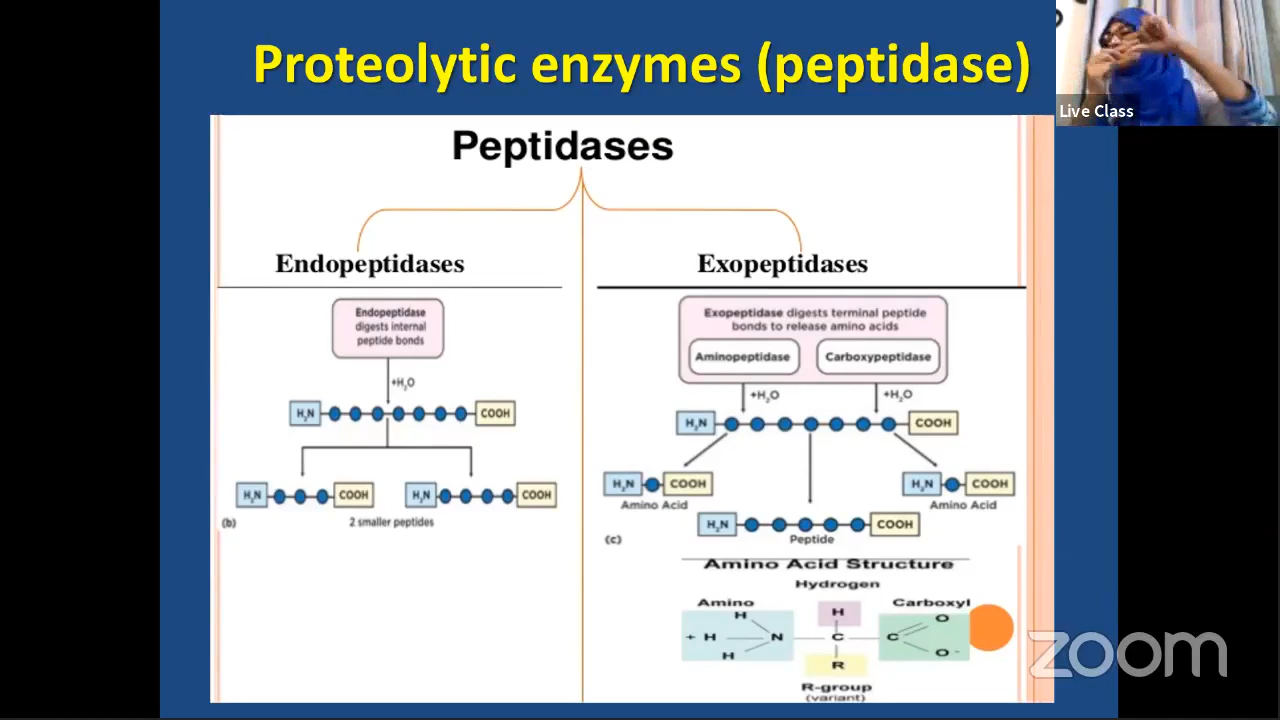 Proteolytic enzymes (peptidase)
Live Class
Peptidases
Endopeptidases
Endopeptidase
digests internal
peptide bonds
+H₂O
H₂N
COOH
H₂N
COOH
H₂N
COOH
(b)
2 smaller peptides
Exopeptidases
Exopeptidase digests terminal peptide
bonds to release amino acids
Aminopeptidase
Carboxypeptidase
+H₂O
+H₂O
H₂N
COOH
H₂N
COOH
Amino Acid
H₂N
COOH
Amino Acid
H₂N
COOH
Peptide
(c)
Amino Acid Structure
Hydrogen
Amino
Carboxyl
H
H
O
+ H
N
C
C
H
R
O -
R-group
(variant)
zoom